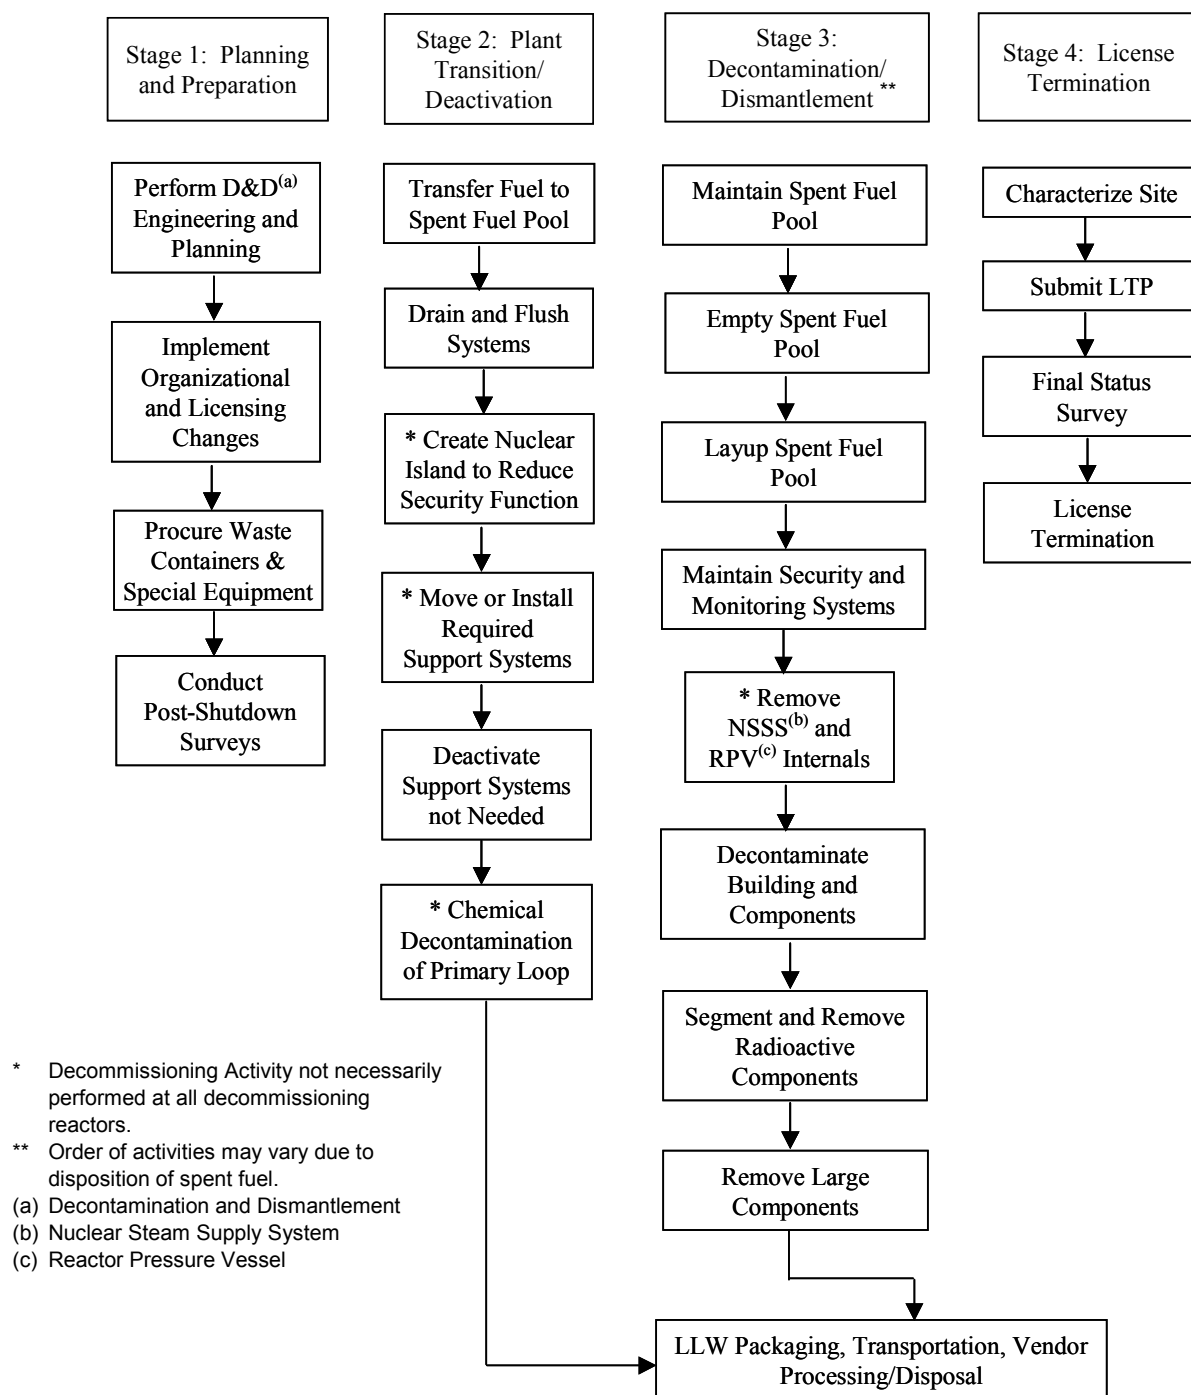 Stage 1: Planning
and Preparation
Stage 2: Plant
Transition/
Deactivation
Stage 3:
Decontamination/
Dismantlement **
Stage 4: License
Termination
Perform D&D(a)
Engineering and
Planning
Implement
Organizational
and Licensing
Changes
Procure Waste
Containers &
Special Equipment
Conduct
Post-Shutdown
Surveys
Transfer Fuel to
Spent Fuel Pool
Drain and Flush
Systems
* Create Nuclear
Island to Reduce
Security Function
* Move or Install
Required
Support Systems
Deactivate
Support Systems
not Needed
* Chemical
Decontamination
of Primary Loop
Maintain Spent Fuel
Pool
Empty Spent Fuel
Pool
Layup Spent Fuel
Pool
Maintain Security and
Monitoring Systems
* Remove
NSSS(b) and
RPV(c) Internals
Decontaminate
Building and
Components
Segment and Remove
Radioactive
Components
Remove Large
Components
LLW Packaging, Transportation, Vendor
Processing/Disposal
Characterize Site
Submit LTP
Final Status
Survey
License
Termination
* Decommissioning Activity not necessarily
performed at all decommissioning
reactors.
** Order of activities may vary due to
disposition of spent fuel.
(a) Decontamination and Dismantlement
(b) Nuclear Steam Supply System
(c) Reactor Pressure Vessel